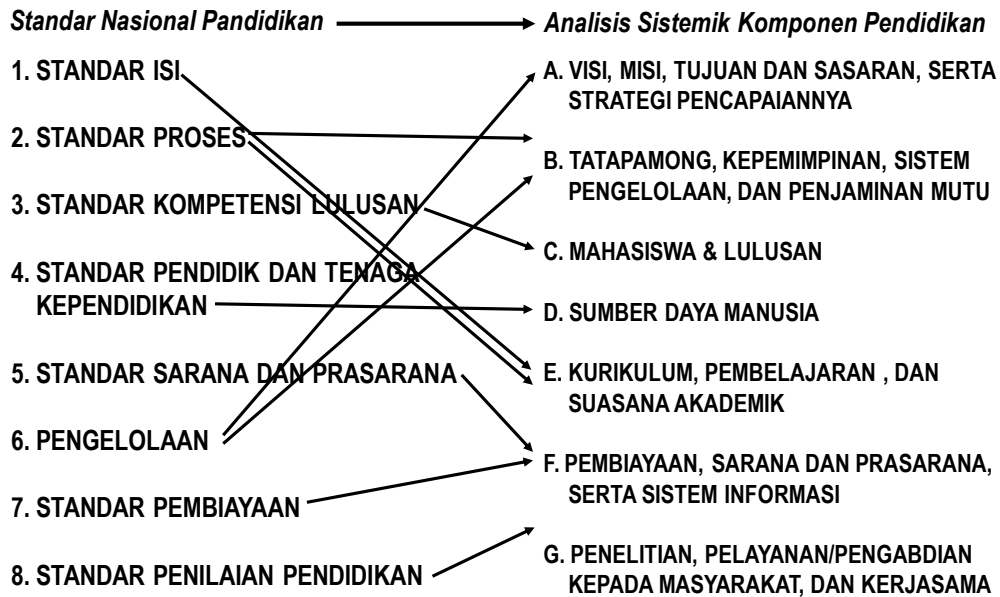 Standar Nasional Pandidikan
1. STANDAR ISI
2. STANDAR PROSES
3. STANDAR KOMPETENSI LULUSAN
4. STANDAR PENDIDIK DAN TENAGA
KEPENDIDIKAN
5. STANDAR SARANA DAN PRASARANA
6. PENGELOLAAN
7. STANDAR PEMBIAYAAN
8. STANDAR PENILAIAN PENDIDIKAN
Analisis Sistemik Komponen Pendidikan
A. VISI, MISI, TUJUAN DAN SASARAN, SERTA
STRATEGI PENCAPAIANNYA
B. TATAPAMONG, KEPEMIMPINAN, SISTEM
PENGELOLAAN, DAN PENJAMINAN MUTU
C. MAHASISWA & LULUSAN
D. SUMBER DAYA MANUSIA
E. KURIKULUM, PEMBELAJARAN , DAN
SUASANA AKADEMIK
F. PEMBIAYAAN, SARANA DAN PRASARANA,
SERTA SISTEM INFORMASI
G. PENELITIAN, PELAYANAN/PENGABDIAN
KEPADA MASYARAKAT, DAN KERJASAMA